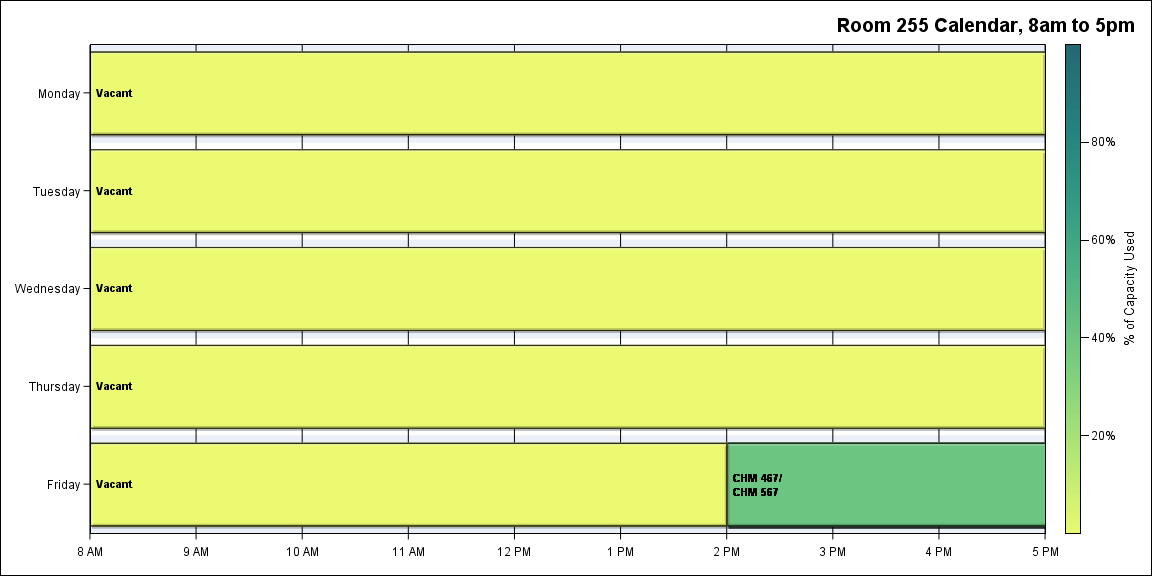 Room 255 Calendar, 8am to 5pm
Monday
Vacant
Tuesday
Vacant
Wednesday
Vacant
Thursday
Vacant
Friday
Vacant
CHM 467/
CHM 567
8 AM
9 AM
10 AM
11 AM
12 PM
1 PM
2 PM
3 PM
4 PM
5 PM
80%
60%
40%
20%
% of Capacity Used